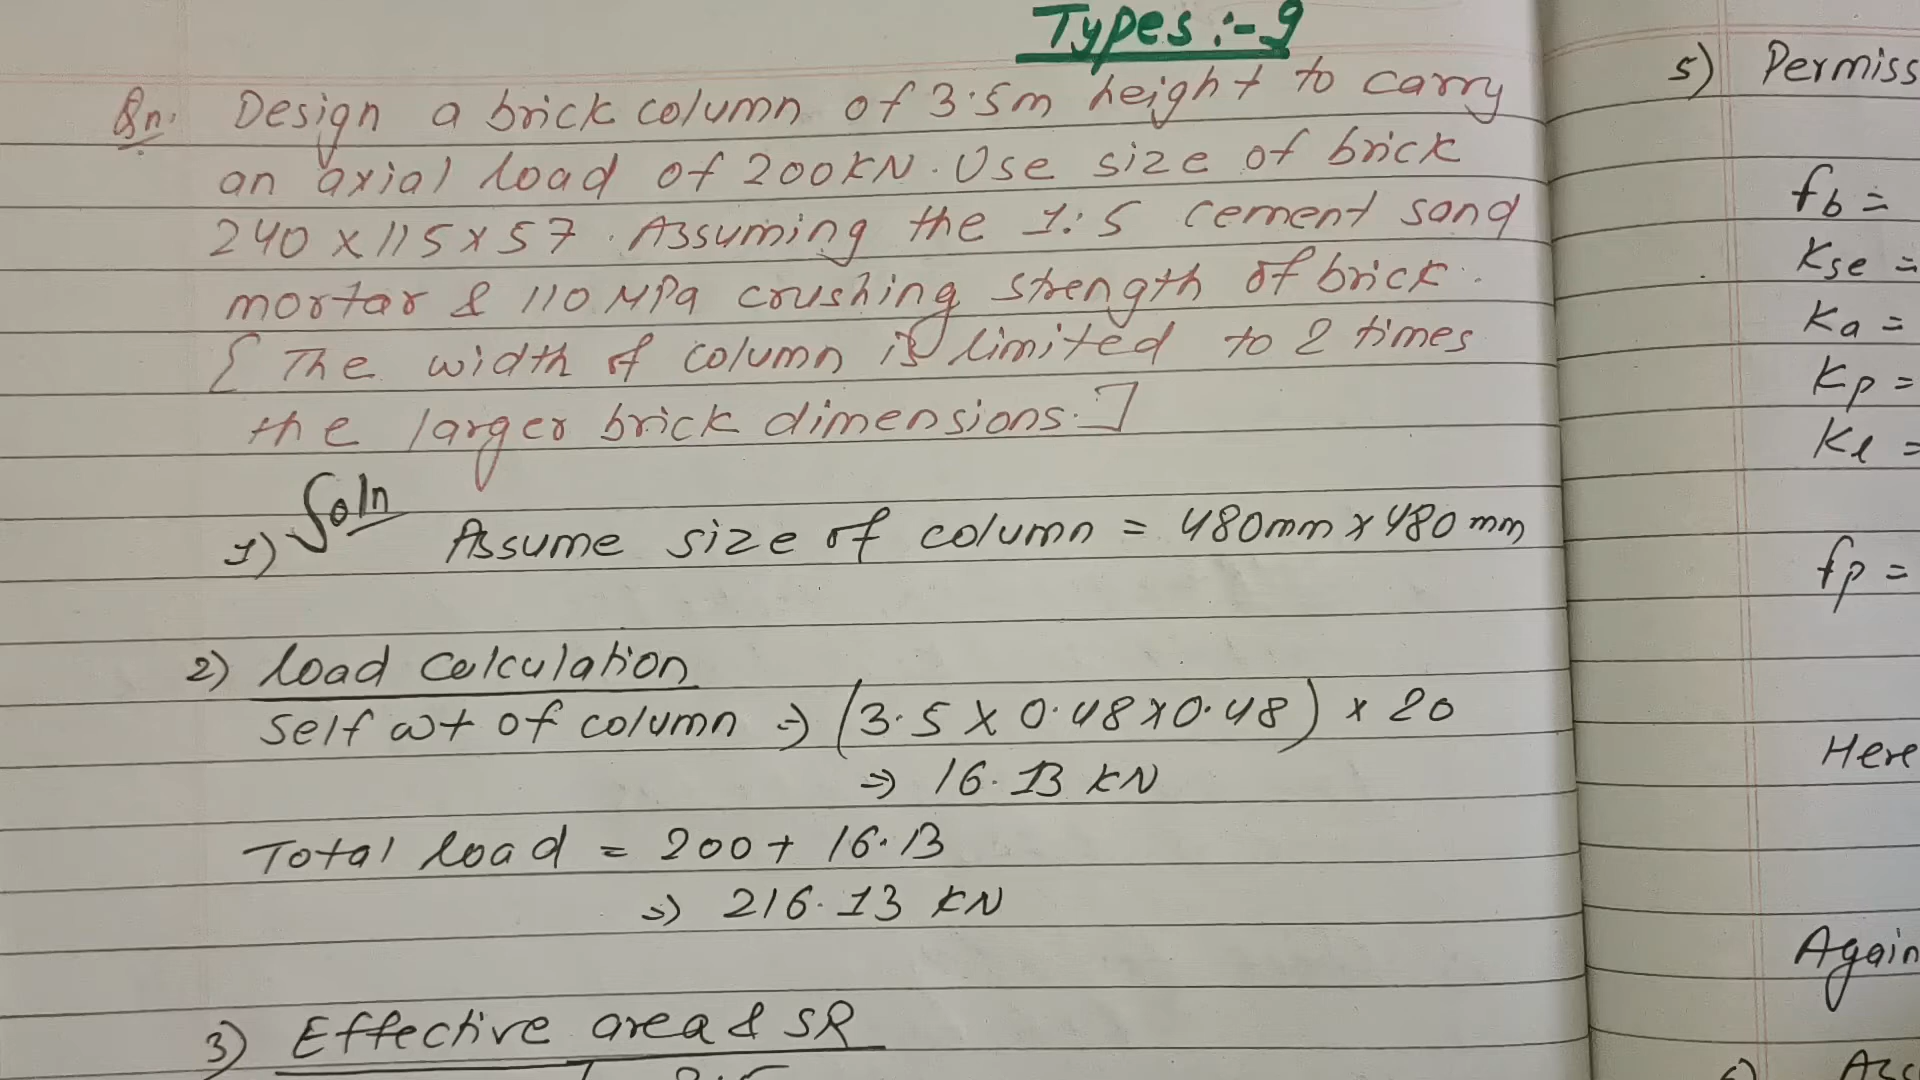 Types :- 9
Qn. Design a brick column of 3.5m height to carry
an axial load of 200KN. Use size of brick
240 x 115 x 57. Assuming the 1:5 cement sand
mortar & 110 MPa crushing strength of brick.
[ The width of column is limited to 2 times
the larger brick dimensions. ]
Soln
1) Assume size of column = 480mm x 480 mm
2) Load calculation
Self wt of column => (3.5 x 0.48 x 0.48) x 20
=> 16.13 KN
Total load = 200 + 16.13
=> 216.13 KN
3) Effective area & SR
5) Permiss
fb =
Kse =
Ka =
Kp =
Kl =
fp =
Here
Again